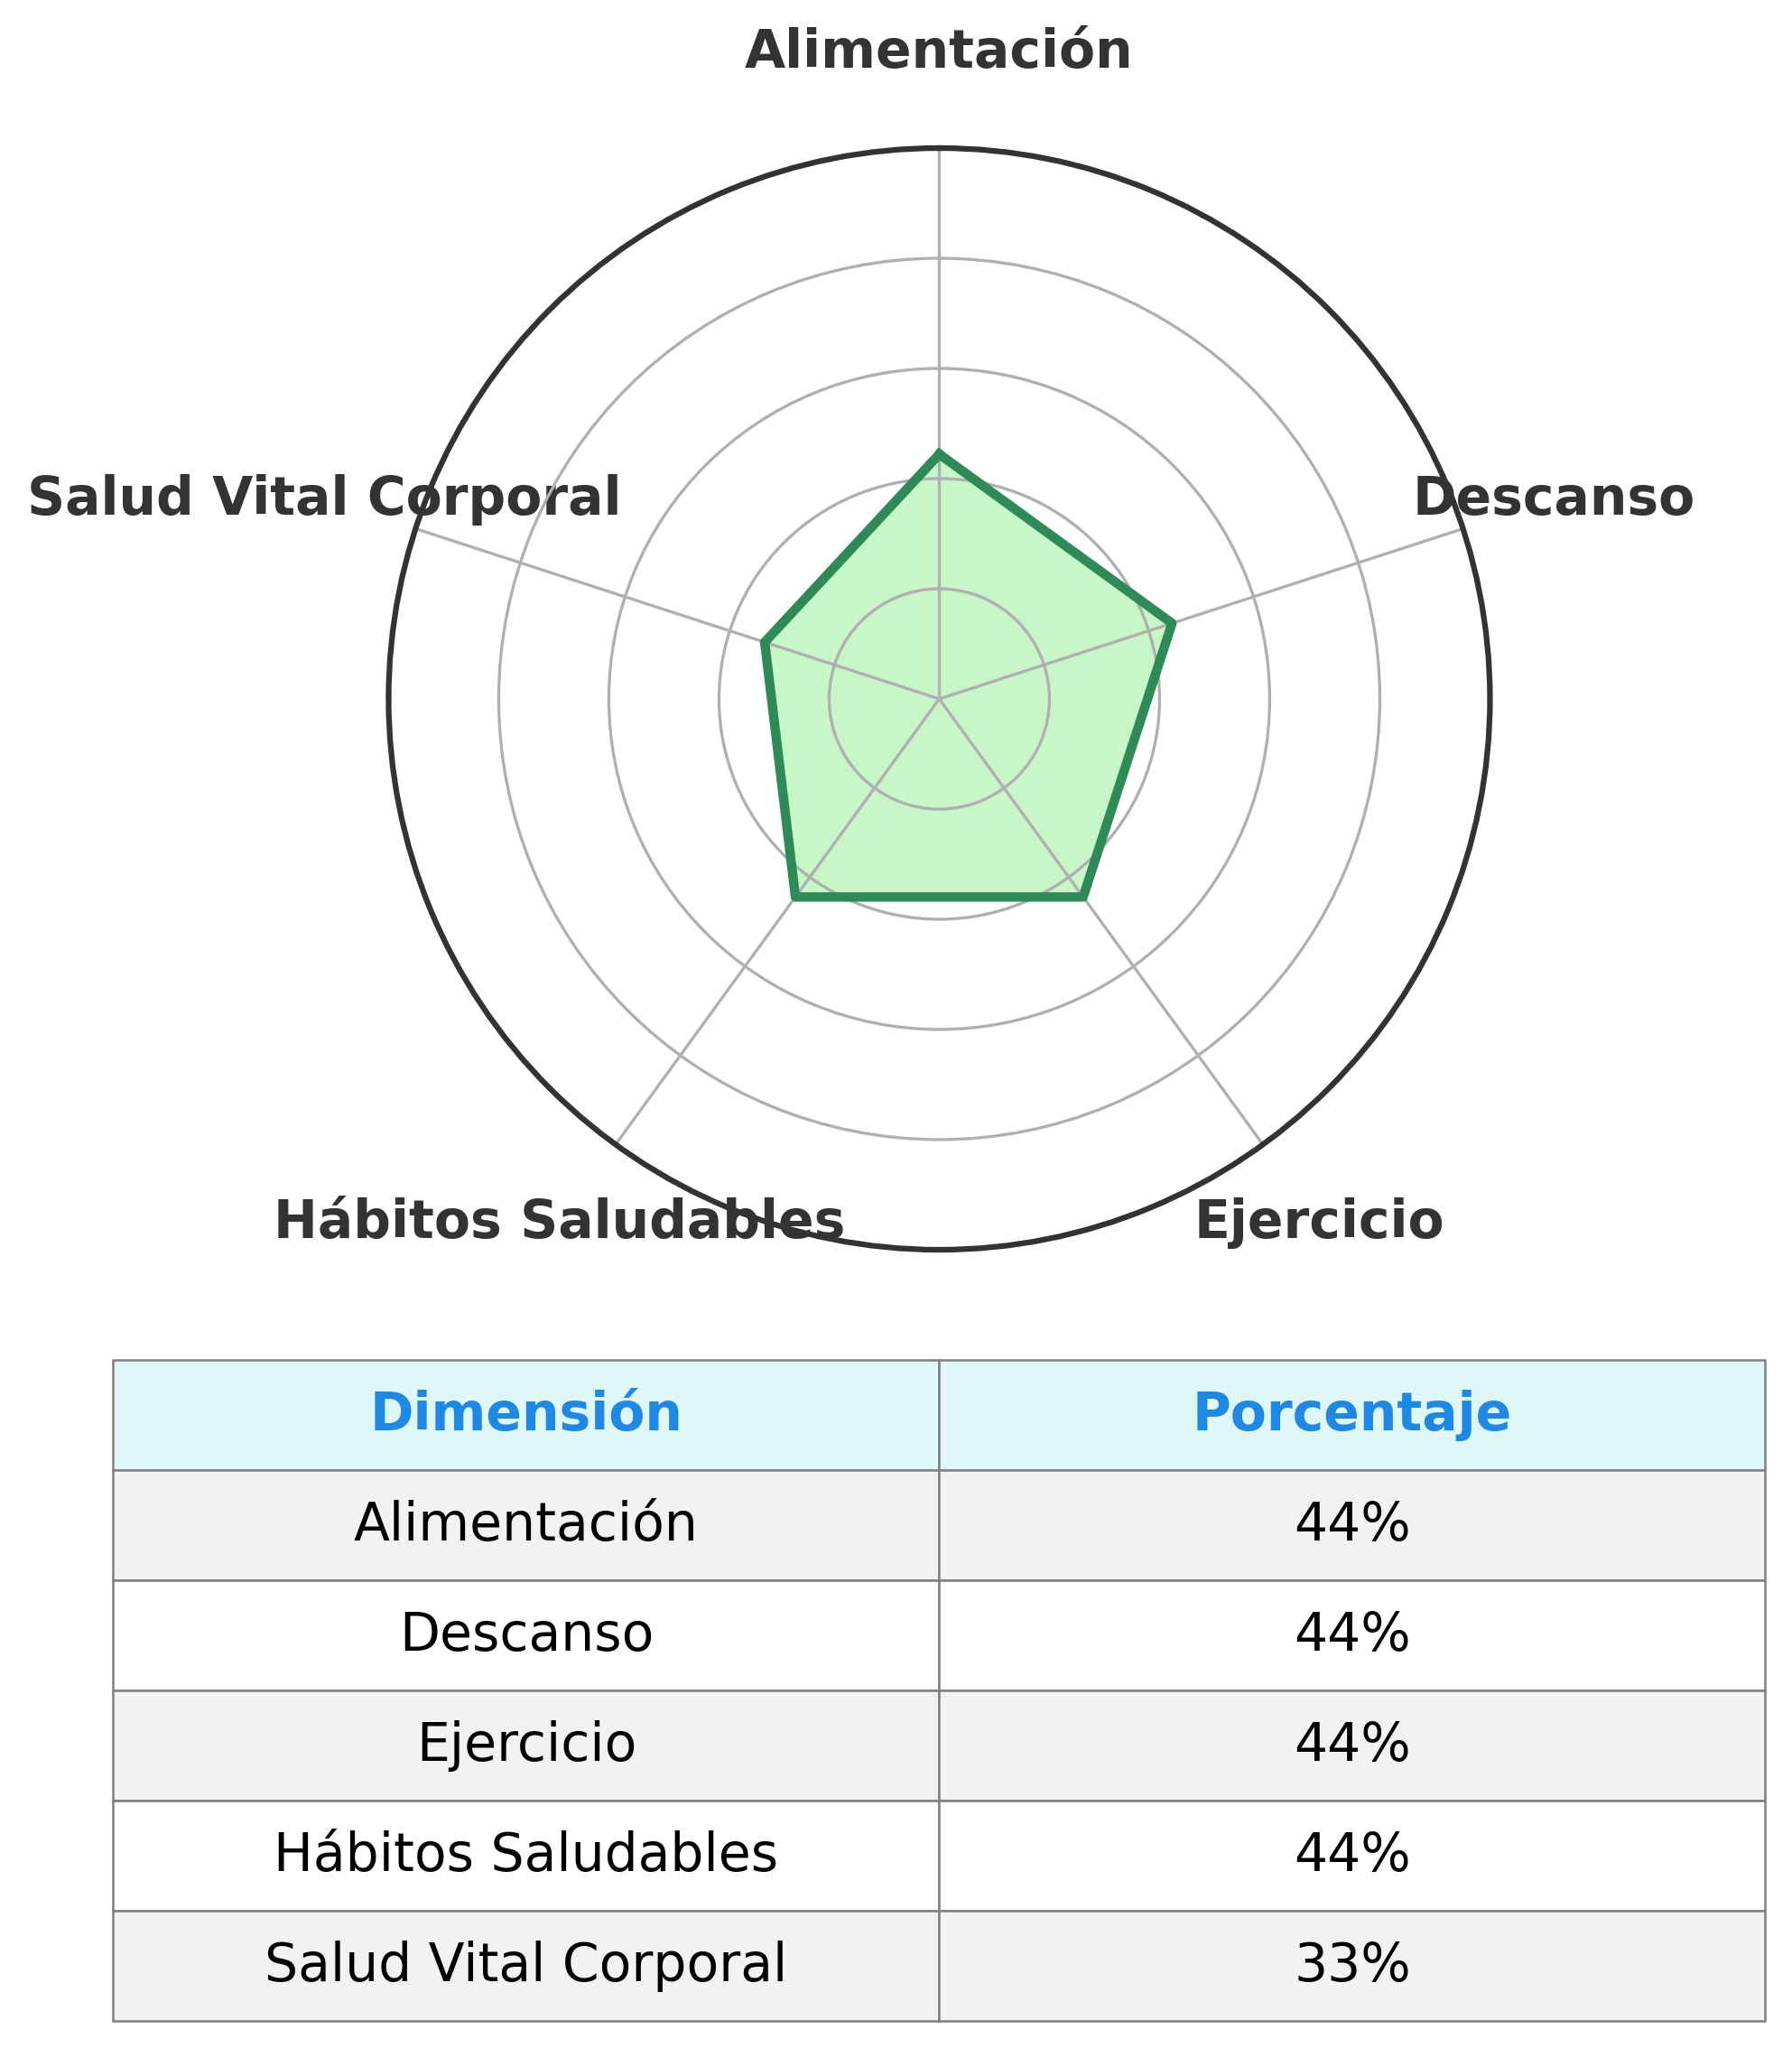 Alimentación
Salud Vital Corporal
Descanso
Hábitos Saludables
Ejercicio
Dimensión Porcentaje
Alimentación 44%
Descanso 44%
Ejercicio 44%
Hábitos Saludables 44%
Salud Vital Corporal 33%